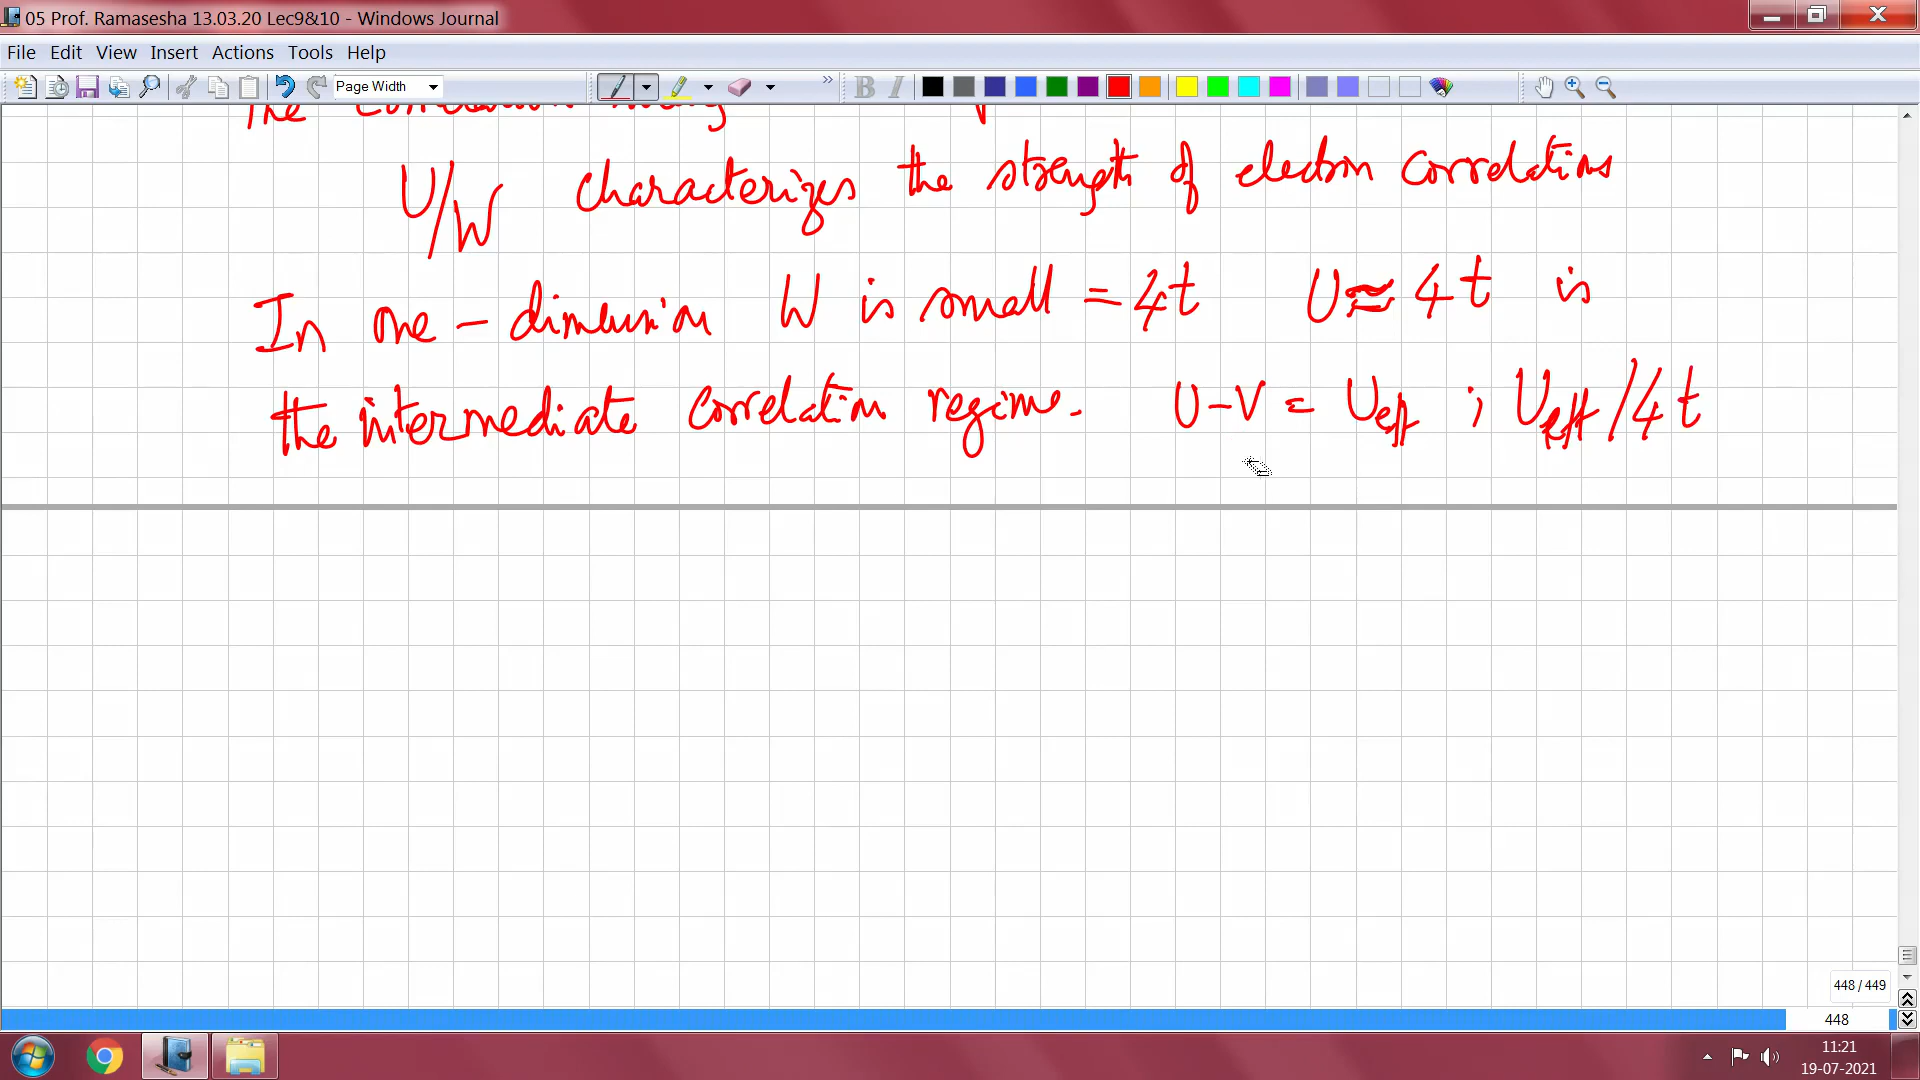 05 Prof. Ramasesha 13.03.20 Lec9&10 - Windows Journal
File Edit View Insert Actions Tools Help
Page Width
B I
The
U/W characterizes the strength of electron correlations
In one-dimension W is small = 4t U ≈ 4t is
the intermediate correlation regime. U-V = Ueff ; Ueff/4t
448 / 449
448
11:21
19-07-2021